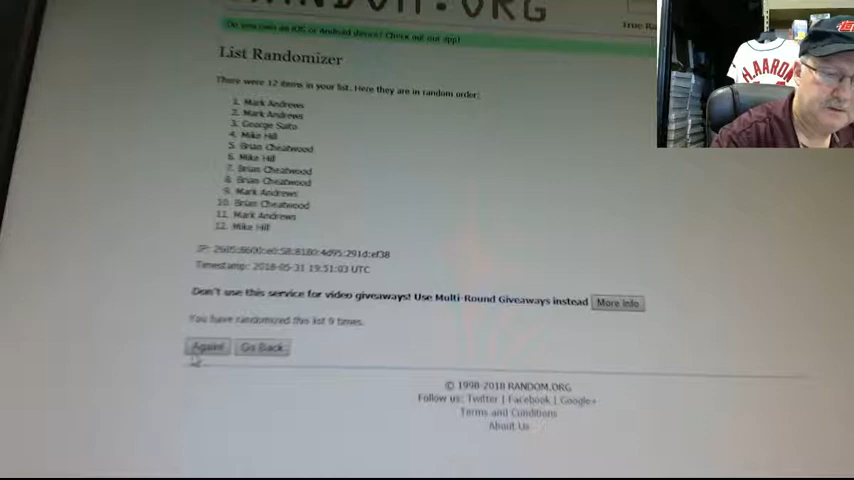 RANDOM.ORG
Do you own an iOS or Android device? Check out our app!
True Ra
List Randomizer
There were 12 items in your list. Here they are in random order:
1. Mark Andrews
2. Mark Andrews
3. George Saito
4. Mike Hill
5. Brian Cheatwood
6. Mike Hill
7. Brian Cheatwood
8. Brian Cheatwood
9. Mark Andrews
10. Brian Cheatwood
11. Mark Andrews
12. Mike Hill
Timestamp: 2018-05-31 19:51:03 UTC
Don't use this service for video giveaways! Use Multi-Round Giveaways instead More Info
You have randomized this list 9 times.
Again! Go Back
© 1998-2018 RANDOM.ORG
Follow us: Twitter | Facebook | Google+
Terms and Conditions
About Us
H.AARON